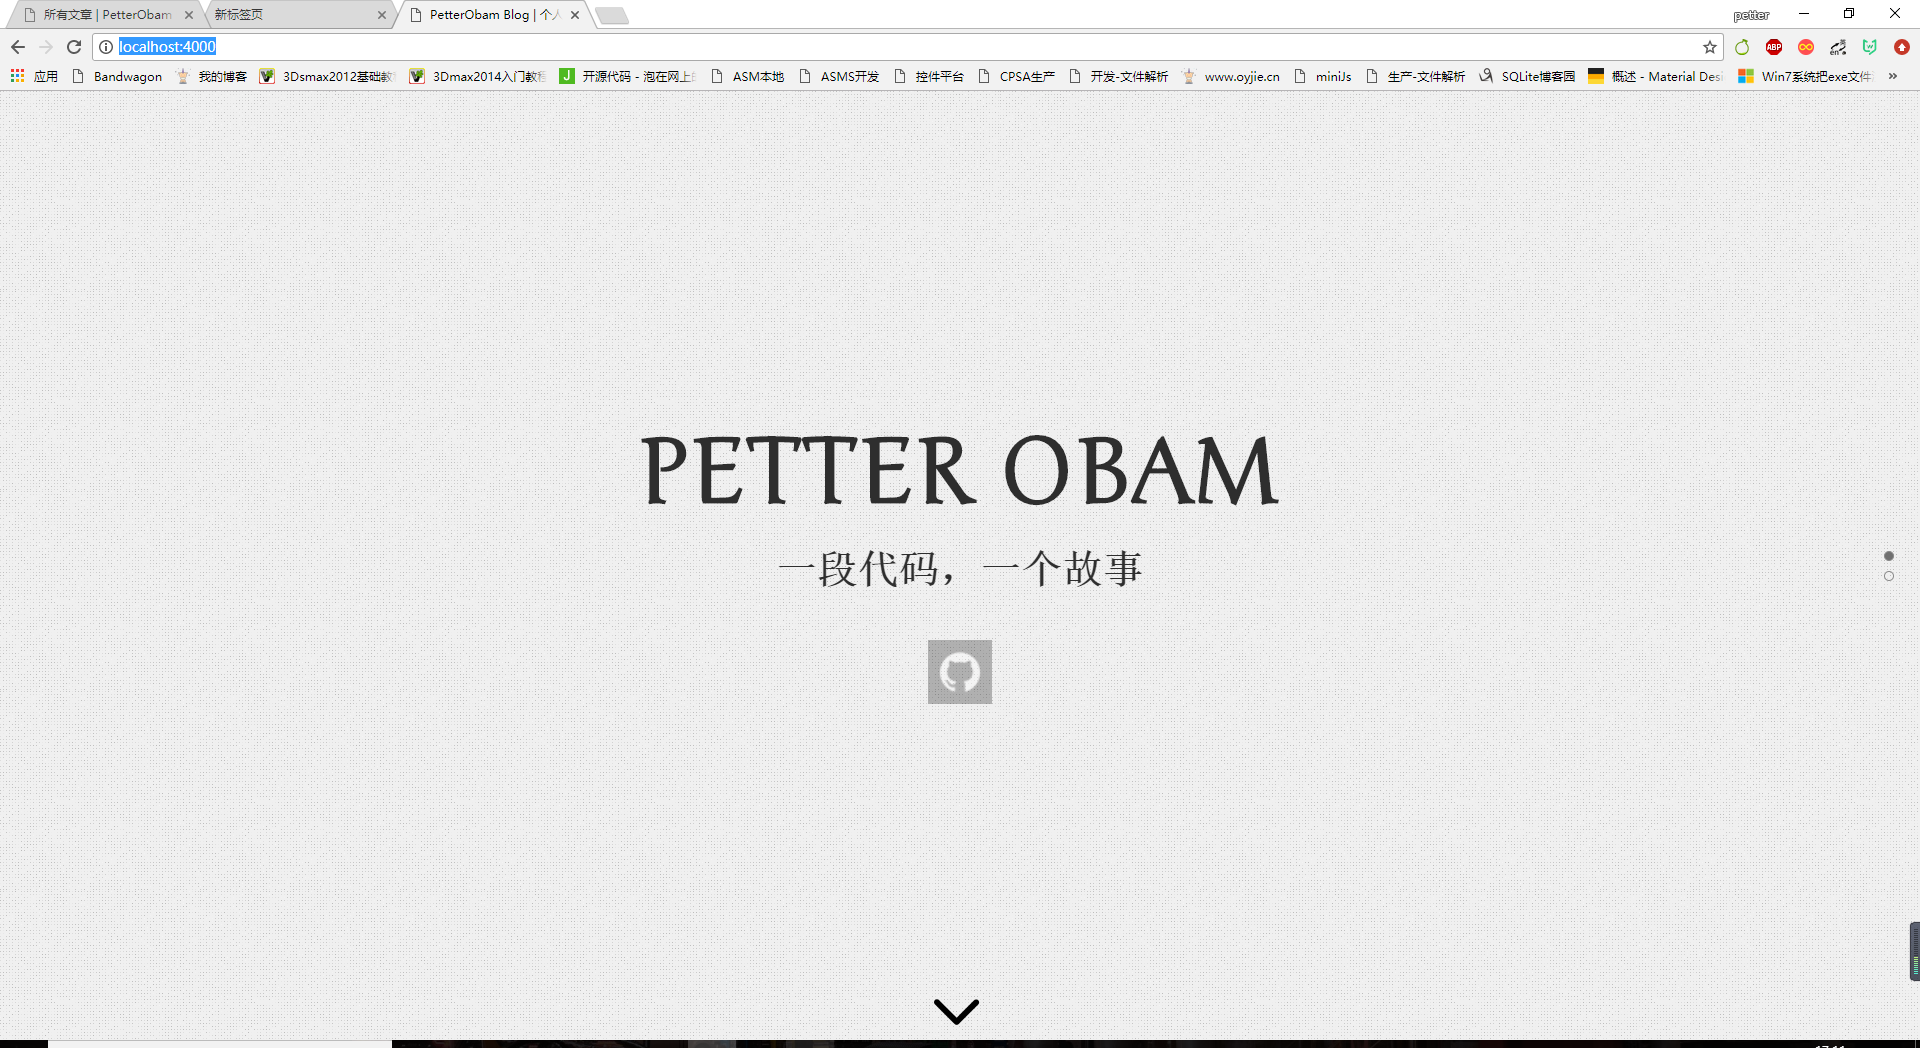 所有文章 | PetterObam
新标签页
PetterObam Blog | 个人
petter
localhost:4000
ABP
应用
Bandwagon
我的博客
3Dsmax2012基础教
3Dmax2014入门教程
J
开源代码 - 泡在网上
ASM本地
ASMS开发
控件平台
CPSA生产
开发-文件解析
www.oyjie.cn
miniJs
生产-文件解析
SQLite博客园
概述 - Material Desi
Win7系统把exe文件
»
PETTER OBAM
一段代码，一个故事